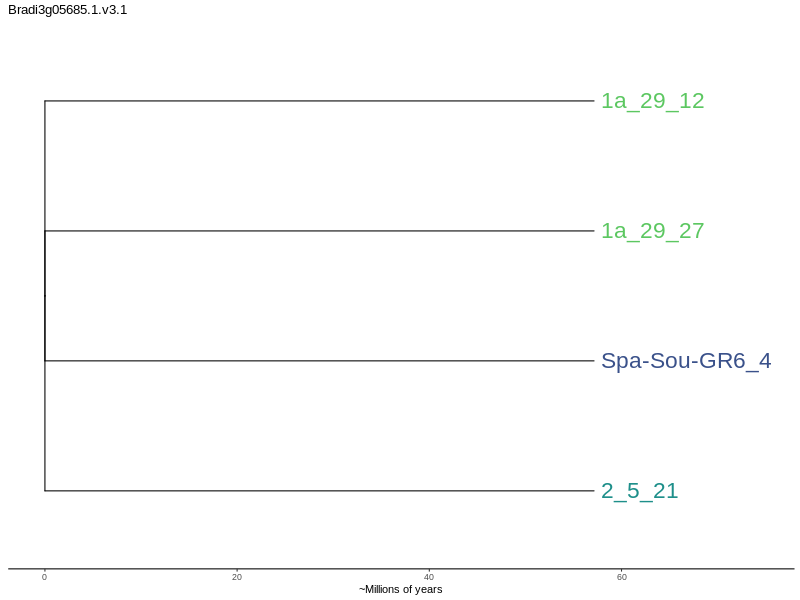 Bradi3g05685.1.v3.1
1a_29_12
1a_29_27
Spa-Sou-GR6_4
2_5_21
0 20 40 60
~Millions of years